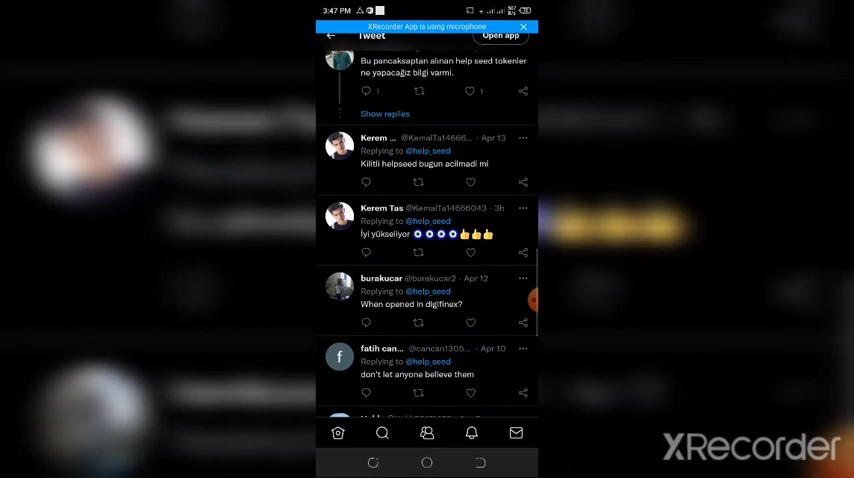 3:47 PM
507 B/s
72
XRecorder App is using microphone
Tweet
Open app
Bu pancaksaptan alınan help seed tokenler
ne yapacağız bilgi varmi.
1
1
Show replies
Kerem ... @KemalTa14666... · Apr 13
Replying to @help_seed
Kilitli helpseed bugun acilmadi mi
Kerem Tas @KemalTa14666043 · 3h
Replying to @help_seed
İyi yükseliyor
burakucar @burakucar2 · Apr 12
Replying to @help_seed
When opened in digifinex?
f
fatih can... @cancan1305... · Apr 10
Replying to @help_seed
don't let anyone believe them
XRecorder